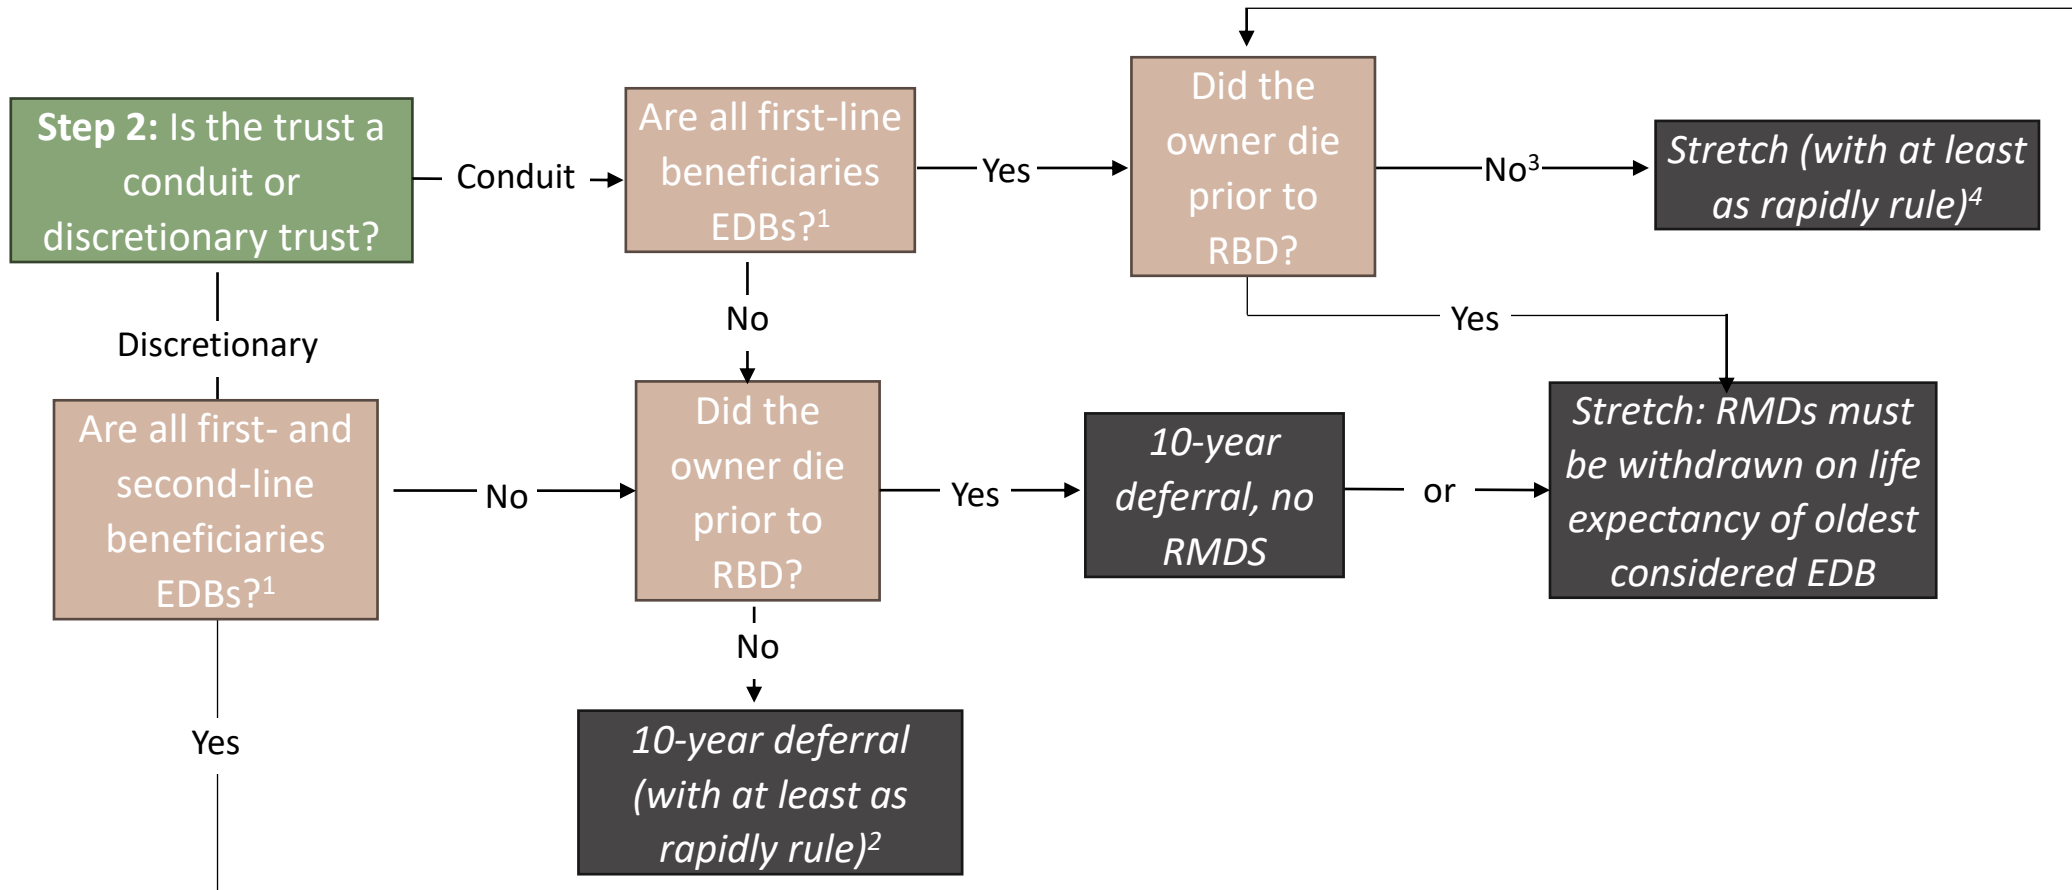 Step 2: Is the trust a
conduit or
discretionary trust?
Conduit
Are all first-line
beneficiaries
EDBs?¹
Yes
Did the
owner die
prior to
RBD?
No³
Stretch (with at least
as rapidly rule)⁴
No
Yes
Discretionary
Are all first- and
second-line
beneficiaries
EDBs?¹
No
Did the
owner die
prior to
RBD?
Yes
10-year
deferral, no
RMDS
or
Stretch: RMDs must
be withdrawn on life
expectancy of oldest
considered EDB
No
Yes
10-year deferral
(with at least as
rapidly rule)²